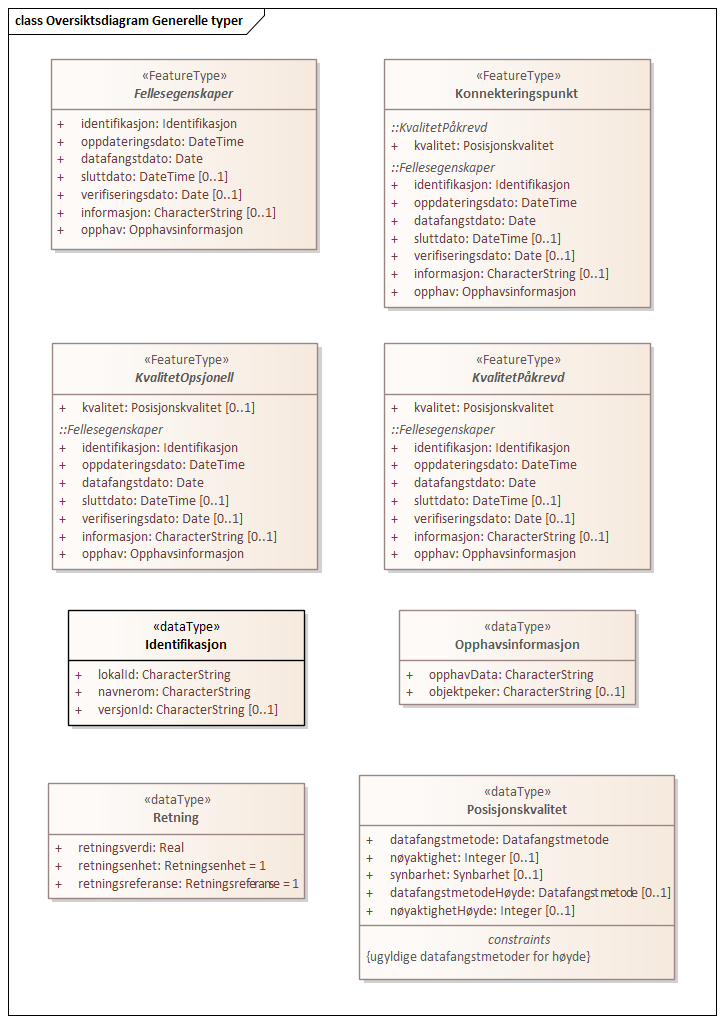 class Oversiktsdiagram Generelle typer
«FeatureType»
Fellesegenskaper
+ identifikasjon: Identifikasjon
+ oppdateringsdato: DateTime
+ datafangstdato: Date
+ sluttdato: DateTime [0..1]
+ verifiseringsdato: Date [0..1]
+ informasjon: CharacterString [0..1]
+ opphav: Opphavsinformasjon
«FeatureType»
Konnekteringspunkt
::KvalitetPåkrevd
+ kvalitet: Posisjonskvalitet
::Fellesegenskaper
+ identifikasjon: Identifikasjon
+ oppdateringsdato: DateTime
+ datafangstdato: Date
+ sluttdato: DateTime [0..1]
+ verifiseringsdato: Date [0..1]
+ informasjon: CharacterString [0..1]
+ opphav: Opphavsinformasjon
«FeatureType»
KvalitetOpsjonell
+ kvalitet: Posisjonskvalitet [0..1]
::Fellesegenskaper
+ identifikasjon: Identifikasjon
+ oppdateringsdato: DateTime
+ datafangstdato: Date
+ sluttdato: DateTime [0..1]
+ verifiseringsdato: Date [0..1]
+ informasjon: CharacterString [0..1]
+ opphav: Opphavsinformasjon
«FeatureType»
KvalitetPåkrevd
+ kvalitet: Posisjonskvalitet
::Fellesegenskaper
+ identifikasjon: Identifikasjon
+ oppdateringsdato: DateTime
+ datafangstdato: Date
+ sluttdato: DateTime [0..1]
+ verifiseringsdato: Date [0..1]
+ informasjon: CharacterString [0..1]
+ opphav: Opphavsinformasjon
«dataType»
Identifikasjon
+ lokalId: CharacterString
+ navnerom: CharacterString
+ versjonId: CharacterString [0..1]
«dataType»
Opphavsinformasjon
+ opphavData: CharacterString
+ objektpeker: CharacterString [0..1]
«dataType»
Retning
+ retningsverdi: Real
+ retningsenhet: Retningsenhet = 1
+ retningsreferanse: Retningsreferanse = 1
«dataType»
Posisjonskvalitet
+ datafangstmetode: Datafangstmetode
+ nøyaktighet: Integer [0..1]
+ synbarhet: Synbarhet [0..1]
+ datafangstmetodeHøyde: Datafangstmetode [0..1]
+ nøyaktighetHøyde: Integer [0..1]
constraints
{ugyldige datafangstmetoder for høyde}